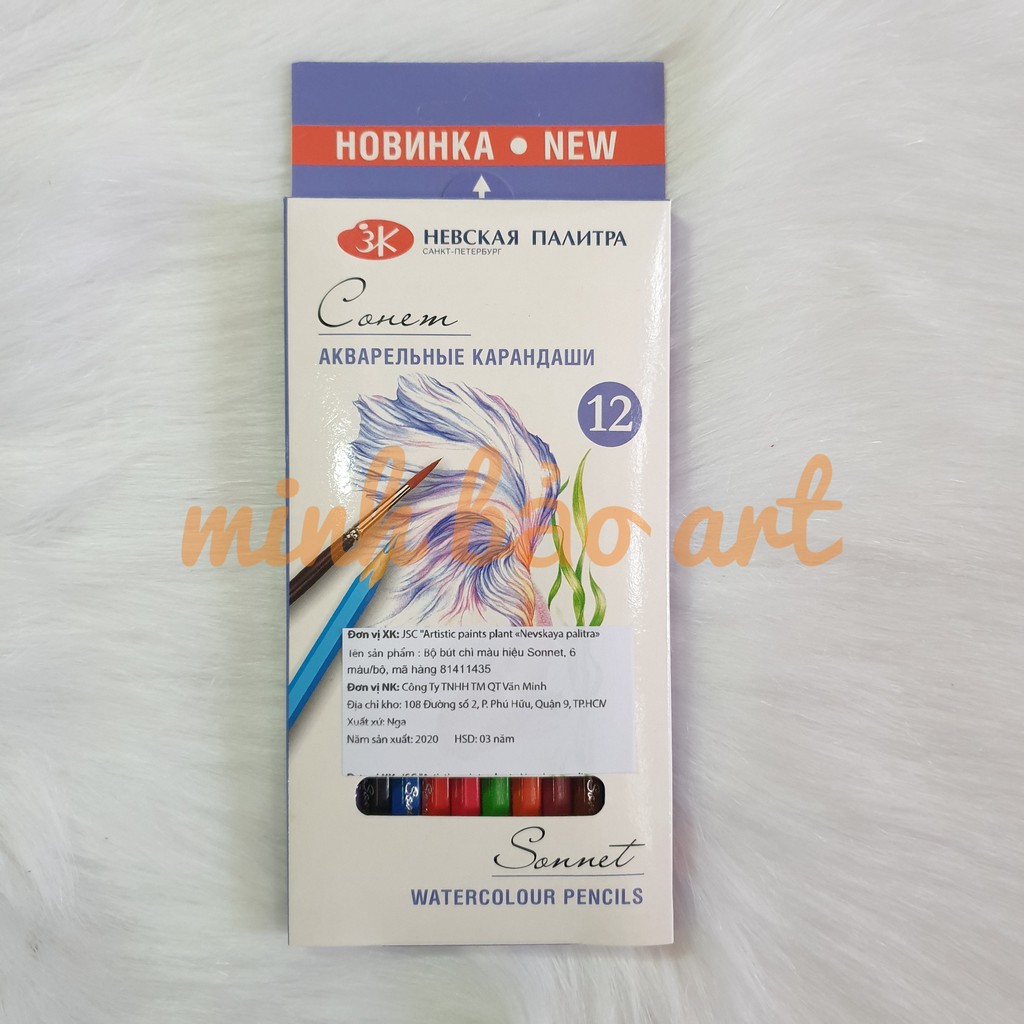 НОВИНКА • NEW
ЗК НЕВСКАЯ ПАЛИТРА
САНКТ-ПЕТЕРБУРГ
Сонет
АКВАРЕЛЬНЫЕ КАРАНДАШИ
12
minh bảo art
Đơn vị XK: JSC "Artistic paints plant «Nevskaya palitra»
Tên sản phẩm : Bộ bút chì màu hiệu Sonnet, 6
màu/bộ, mã hàng 81411435
Đơn vị NK: Công Ty TNHH TM QT Văn Minh
Địa chỉ kho: 108 Đường số 2, P. Phú Hữu, Quận 9, TP.HCM
Xuất xứ: Nga
Năm sản xuất: 2020 HSD: 03 năm
Sonnet
WATERCOLOUR PENCILS